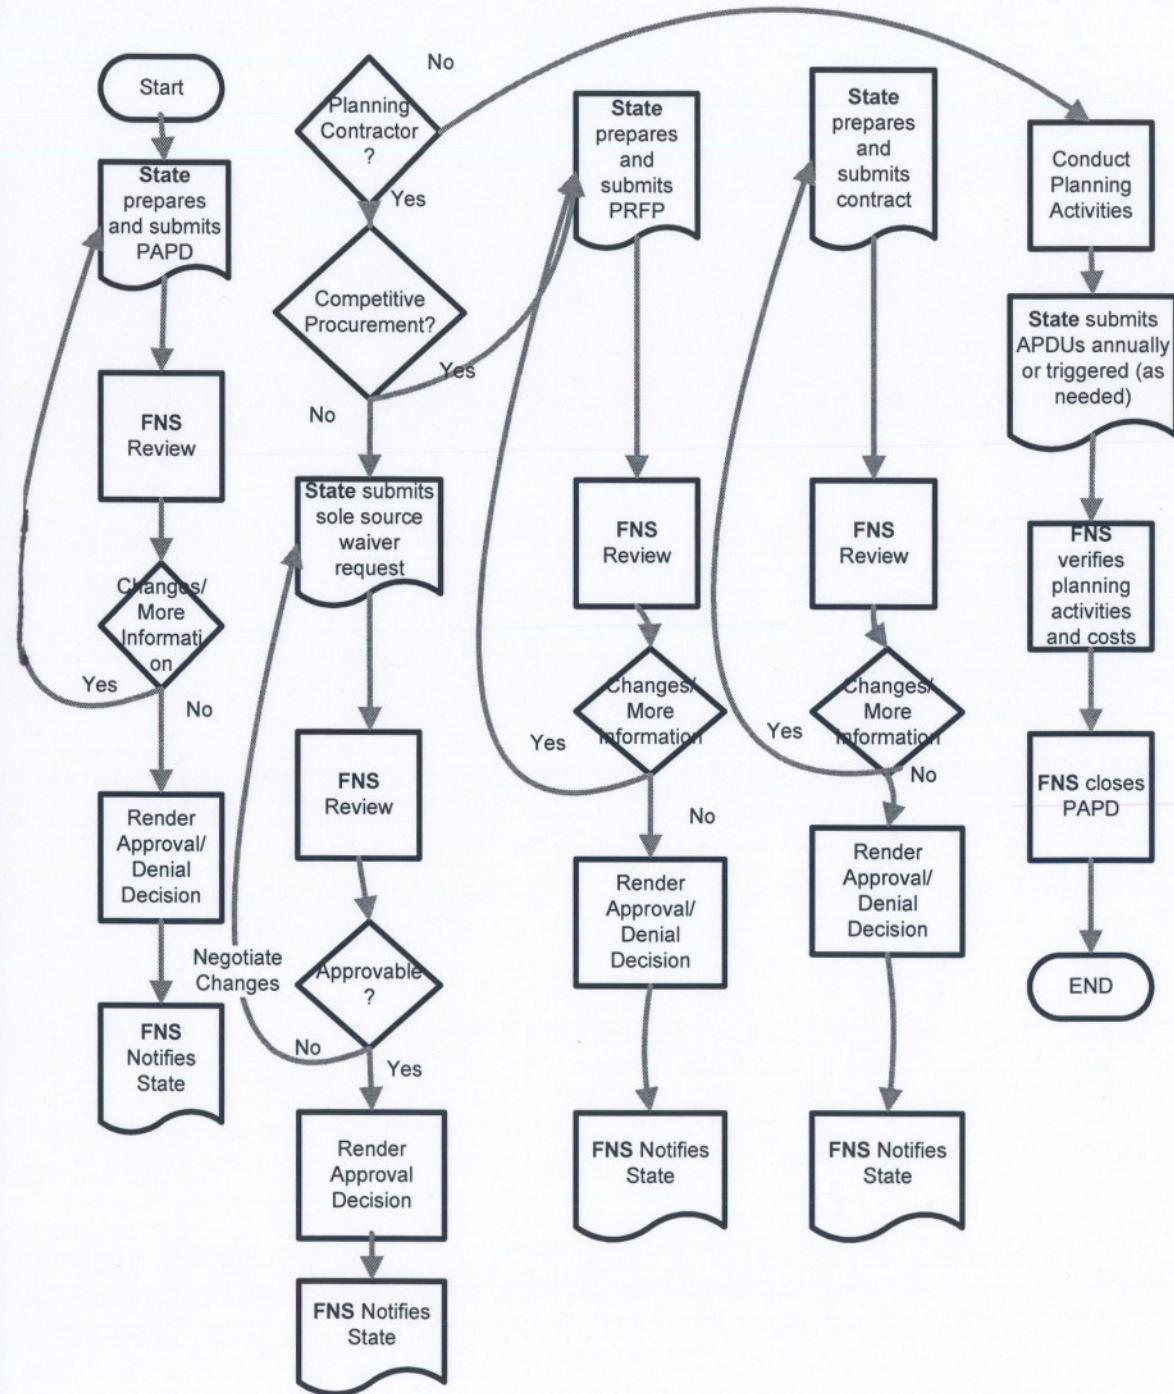 Start
State
prepares
and submits
PAPD
FNS
Review
Changes/
More
Informati
on
Yes
No
Render
Approval/
Denial
Decision
FNS
Notifies
State
No
Planning
Contractor
?
Yes
Competitive
Procurement?
Yes
No
State submits
sole source
waiver
request
FNS
Review
Negotiate
Changes
Approvable
?
No
Yes
Render
Approval
Decision
FNS Notifies
State
State
prepares
and
submits
PRFP
FNS
Review
Changes/
More
Information
Yes
No
Render
Approval/
Denial
Decision
FNS Notifies
State
State
prepares
and
submits
contract
FNS
Review
Changes/
More
Information
Yes
No
Render
Approval/
Denial
Decision
FNS Notifies
State
Conduct
Planning
Activities
State submits
APDUs annually
or triggered (as
needed)
FNS
verifies
planning
activities
and costs
FNS closes
PAPD
END